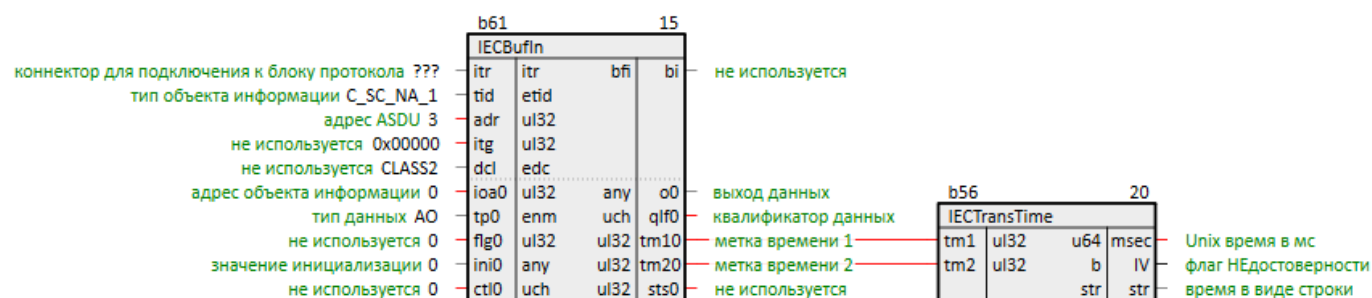 b61 15
IECBufIn
коннектор для подключения к блоку протокола ??? itr itr bfi bi не используется
тип объекта информации C_SC_NA_1 tid etid
адрес ASDU 3 adr ul32
не используется 0x00000 itg ul32
не используется CLASS2 dcl edc
адрес объекта информации 0 ioa0 ul32 any o0 выход данных b56 20
тип данных AO tp0 enm uch qlf0 квалификатор данных IECTransTime
не используется 0 flg0 ul32 ul32 tm10 метка времени 1 tm1 ul32 u64 msec Unix время в мс
значение инициализации 0 ini0 any ul32 tm20 метка времени 2 tm2 ul32 b IV флаг НЕдостоверности
не используется 0 ctl0 uch ul32 sts0 не используется str str время в виде строки